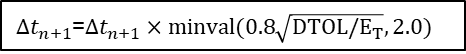 Δt_{n+1}=Δt_{n+1} × minval(0.8√DTOL/E_T, 2.0)